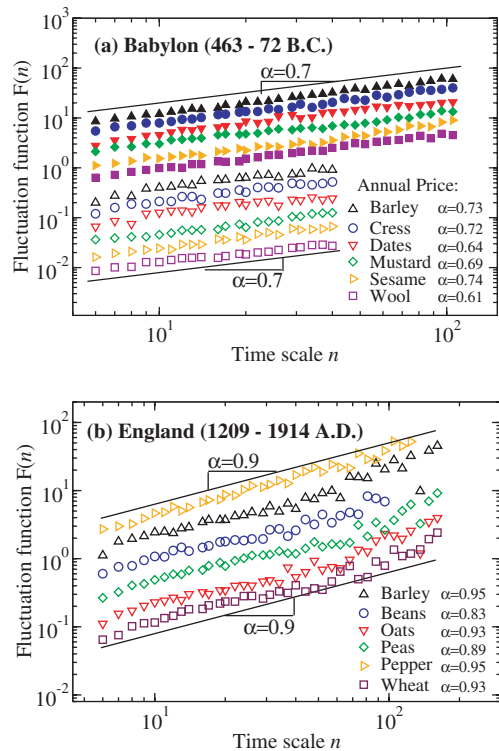 (a) Babylon (463 - 72 B.C.)
α=0.7
Fluctuation function F(n)
10^3
10^2
10^1
10^0
10^-1
10^-2
Annual Price:
Barley α=0.73
Cress α=0.72
Dates α=0.64
Mustard α=0.69
Sesame α=0.74
Wool α=0.61
α=0.7
10^1
10^2
Time scale n
(b) England (1209 - 1914 A.D.)
α=0.9
Fluctuation function F(n)
10^2
10^1
10^0
10^-1
10^-2
α=0.9
Barley α=0.95
Beans α=0.83
Oats α=0.93
Peas α=0.89
Pepper α=0.95
Wheat α=0.93
10^1
10^2
Time scale n